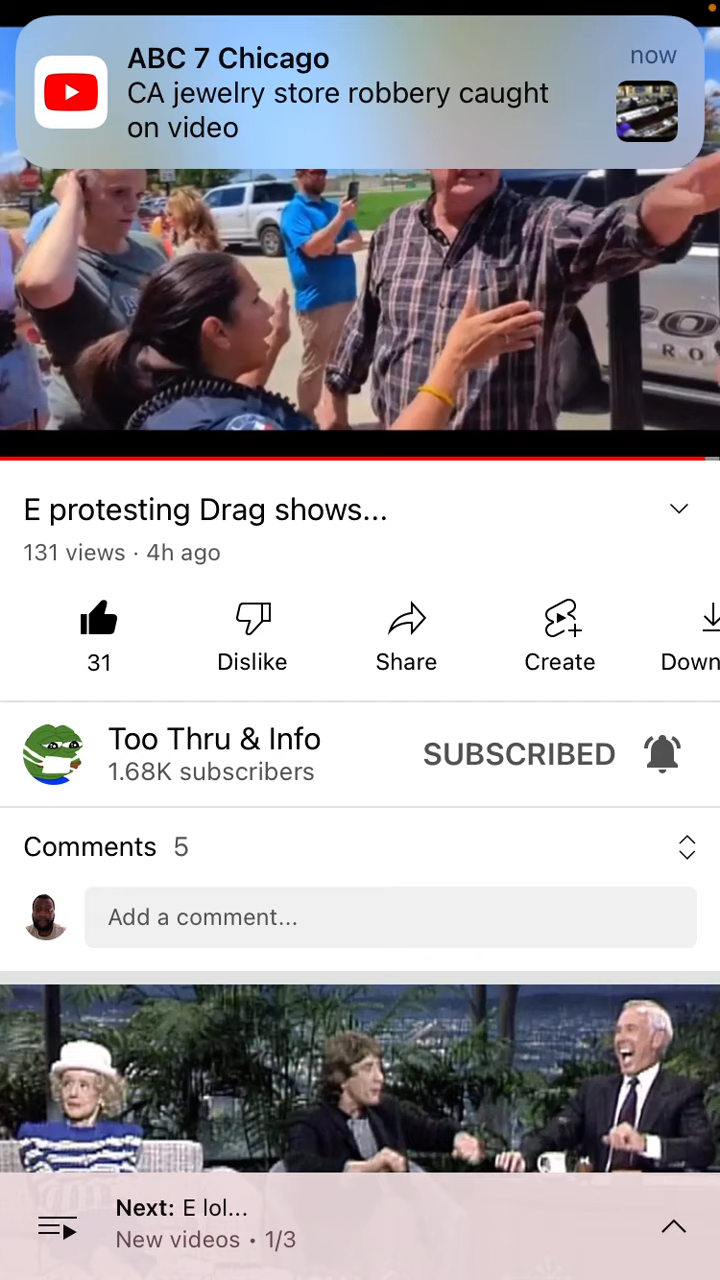 ABC 7 Chicago
now
CA jewelry store robbery caught
on video
RO
E protesting Drag shows...
131 views · 4h ago
31
Dislike
Share
Create
Down
Too Thru & Info
1.68K subscribers
SUBSCRIBED
Comments 5
Add a comment...
Next: E lol...
New videos • 1/3